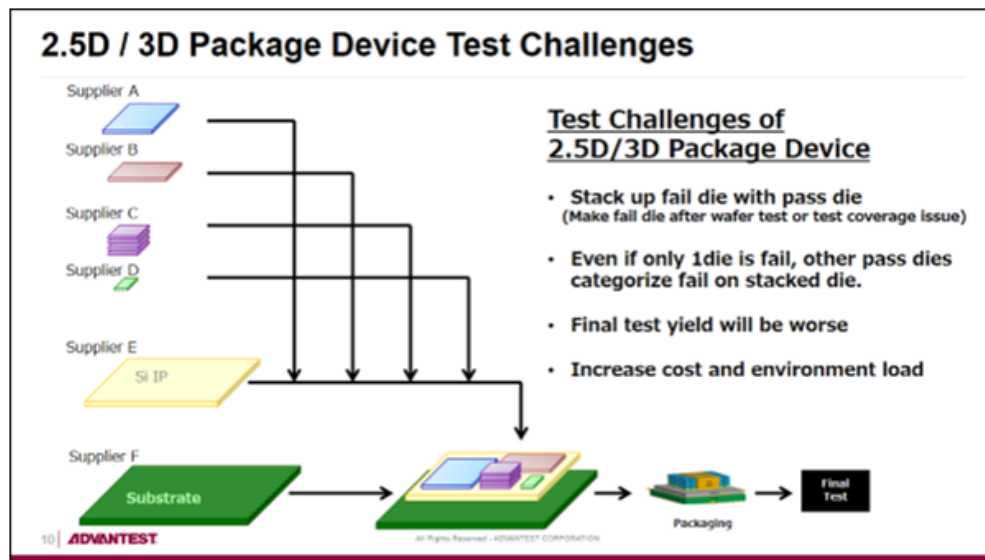 2.5D / 3D Package Device Test Challenges
Supplier A
Supplier B
Supplier C
Supplier D
Supplier E
Si IP
Supplier F
Substrate
Test Challenges of
2.5D/3D Package Device
• Stack up fail die with pass die
(Make fail die after wafer test or test coverage issue)
• Even if only 1die is fail, other pass dies
categorize fail on stacked die.
• Final test yield will be worse
• Increase cost and environment load
Packaging
Final
Test
10 | ADVANTEST
All Rights Reserved - ADVANTEST CORPORATION